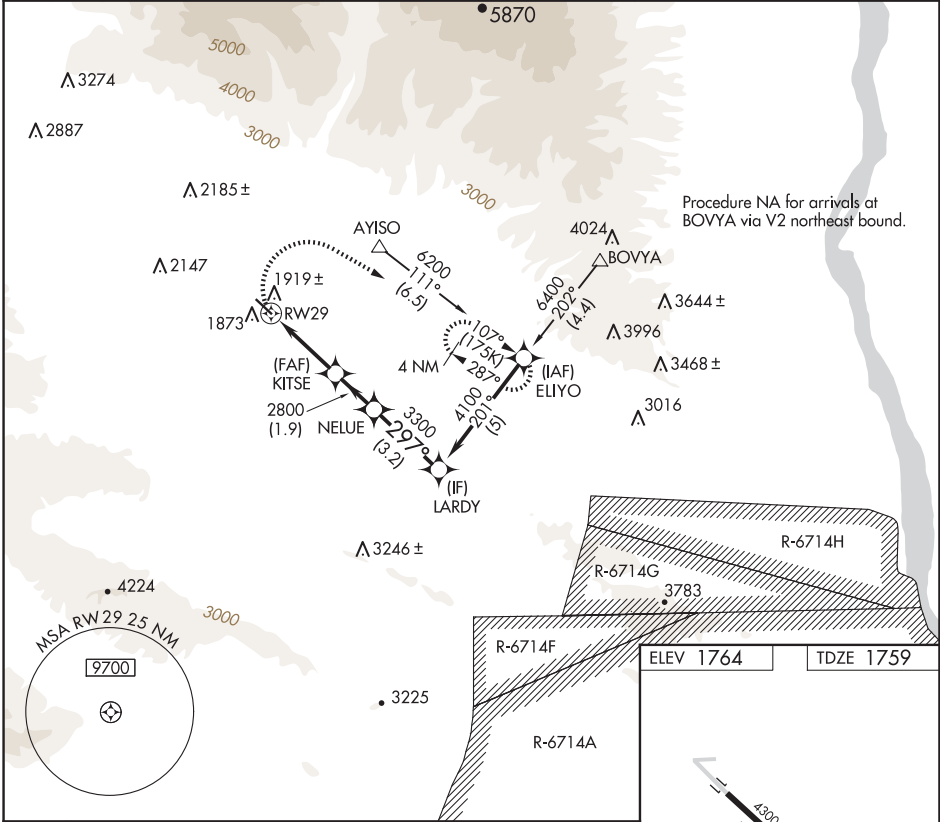 5870
5000
3274
4000
2887
3000
2185 ±
3000
Procedure NA for arrivals at
BOVYA via V2 northeast bound.
AYISO
4024
BOVYA
6200
111°
(6.5)
2147
1919 ±
6400
202°
(4.4)
3644 ±
1873
RW29
107°
(175K)
3996
4 NM
287°
(IAF)
ELIYO
3468 ±
(FAF)
KITSE
2800
(1.9)
NELUE
3300
297°
(3.2)
4100
201°
(5)
3016
(IF)
LARDY
R-6714H
3246 ±
R-6714G
4224
3783
3000
MSA RW29 25 NM
R-6714F
9700
ELEV 1764
TDZE 1759
3225
R-6714A
4300